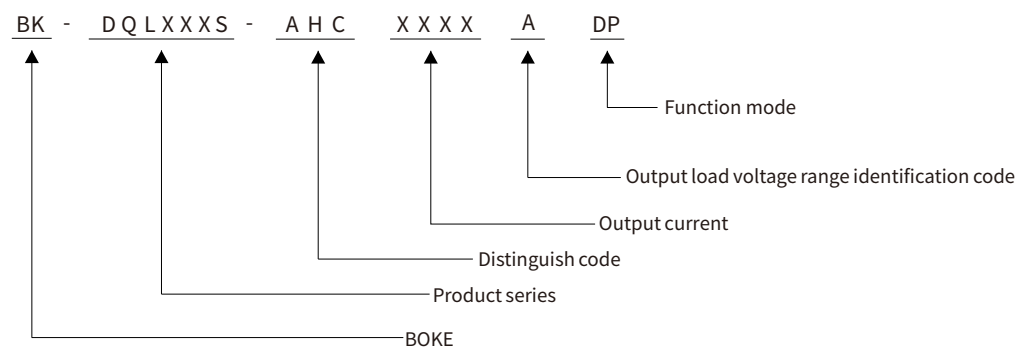 BK - DQLXXXS - AHC XXXX A DP
Function mode
Output load voltage range identification code
Output current
Distinguish code
Product series
BOKE